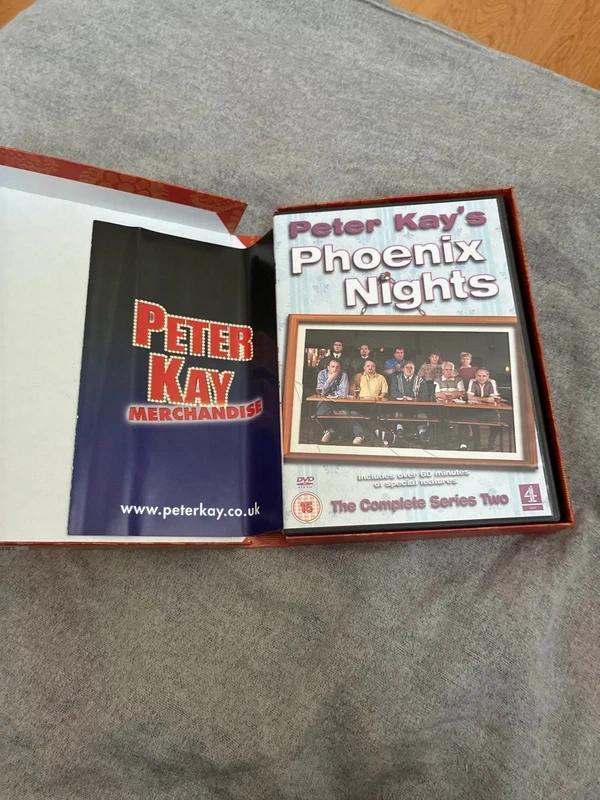 PETER
KAY
MERCHANDISE
www.peterkay.co.uk
Peter Kay's
Phoenix
Nights
Includes over 60 minutes
of special features
DVD
VIDEO
15
The Complete Series Two
4